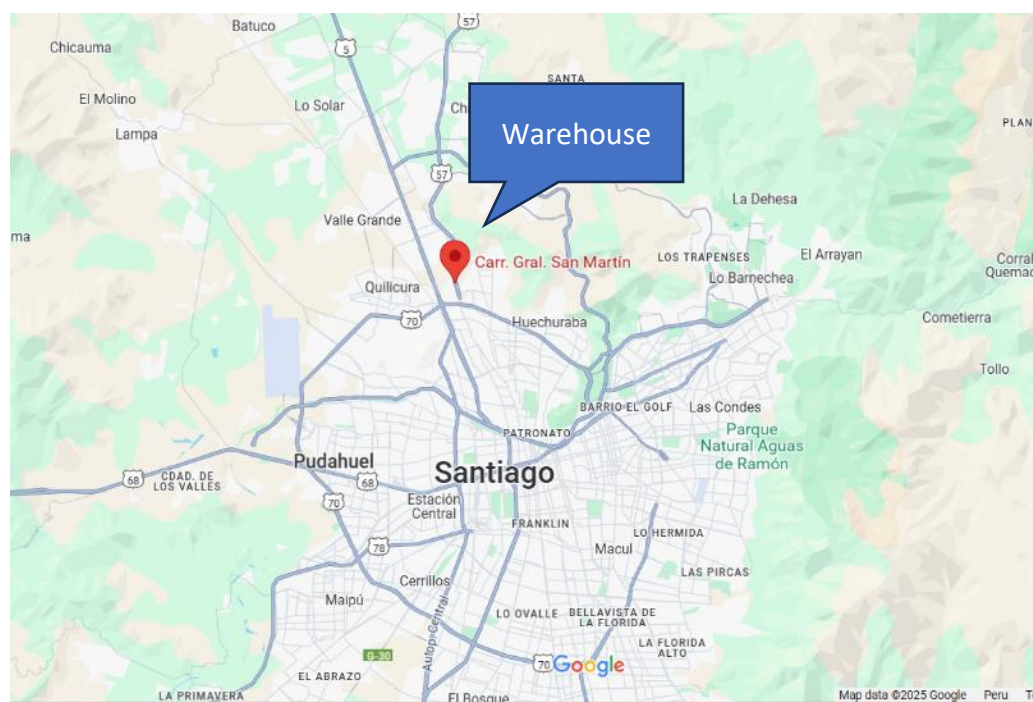 Batuco
57
Chicauma
5
SANTA
El Molino
Lo Solar
Ch
Warehouse
PLAN
Lampa
57
La Dehesa
Valle Grande
ma
Carr. Gral. San Martín
LOS TRAPENSES
El Arrayan
Corral
Quemad
Lo Barnechea
Quilicura
70
Huechuraba
Cometierra
Tollo
BARRIO EL GOLF
Las Condes
PATRONATO
Parque
Natural Aguas
de Ramón
Pudahuel
Santiago
68
CDAD. DE
LOS VALLES
68
70
Estación
Central
FRANKLIN
LO HERMIDA
78
Macul
LAS PIRCAS
Cerrillos
Maipú
LO OVALLE
BELLAVISTA DE
LA FLORIDA
Autop. Central
LA FLORIDA
ALTO
G-30
70
Google
EL ABRAZO
LA PRIMAVERA
El Bosque
Map data ©2025 Google Peru